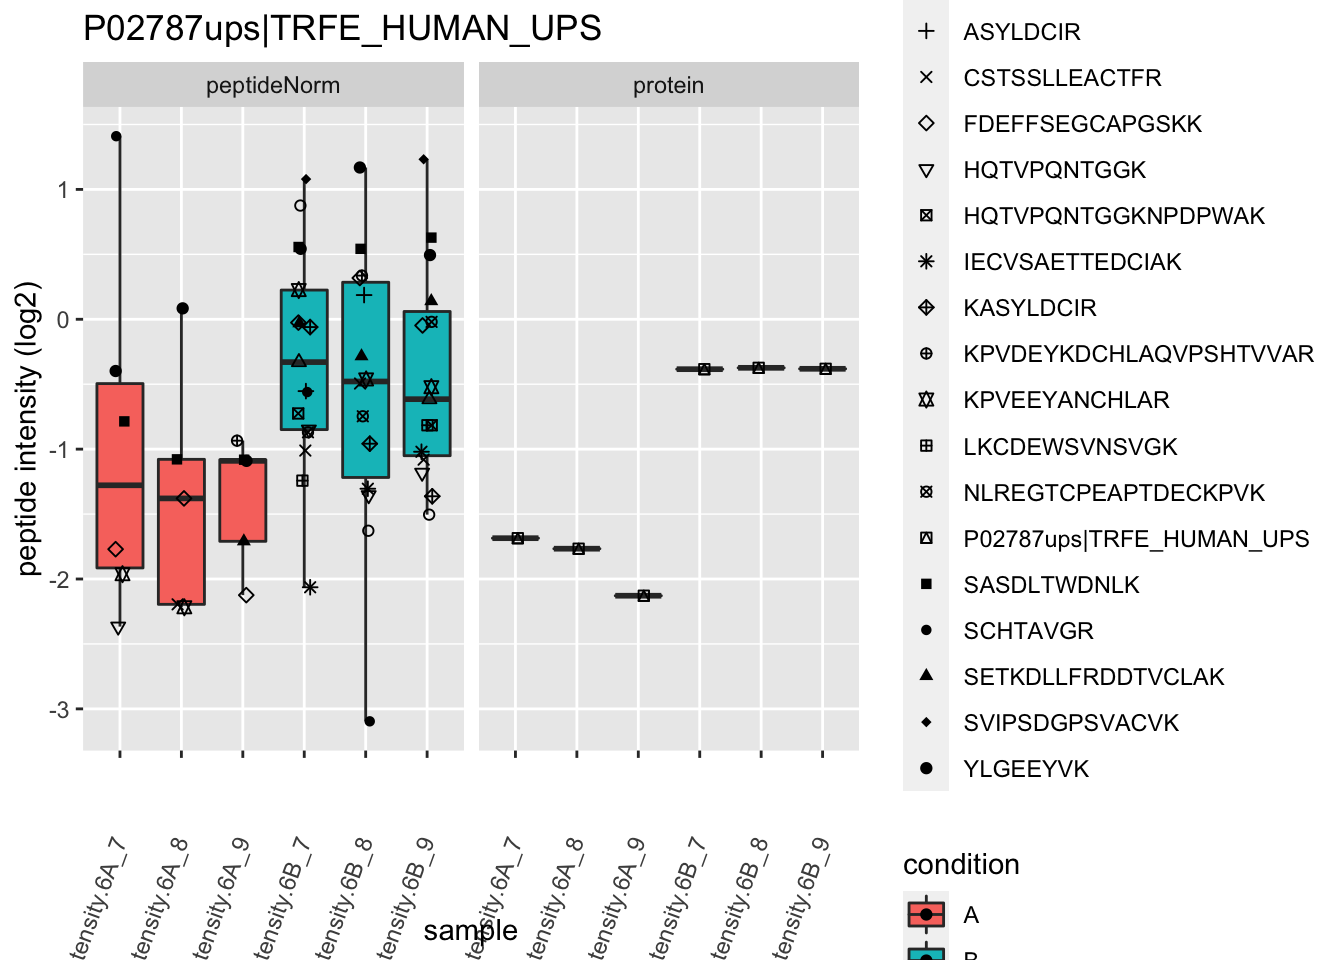 P02787ups|TRFE_HUMAN_UPS
peptideNorm
protein
peptide intensity (log2)
1
0
-1
-2
-3
tensity.6A_7
tensity.6A_8
tensity.6A_9
tensity.6B_7
tensity.6B_8
tensity.6B_9
tensity.6A_7
tensity.6A_8
tensity.6A_9
tensity.6B_7
tensity.6B_8
tensity.6B_9
sample
ASYLDCIR
CSTSSLLEACTFR
FDEFFSEGCAPGSKK
HQTVPQNTGGK
HQTVPQNTGGKNPDPWAK
IECVSAETTEDCIAK
KASYLDCIR
KPVDEYKDCHLAQVPSHTVVAR
KPVEEYANCHLAR
LKCDEWSVNSVGK
NLREGTCPEAPTDECKPVK
P02787ups|TRFE_HUMAN_UPS
SASDLTWDNLK
SCHTAVGR
SETKDLLFRDDTVCLAK
SVIPSDGPSVACVK
YLGEEYVK
condition
A
B